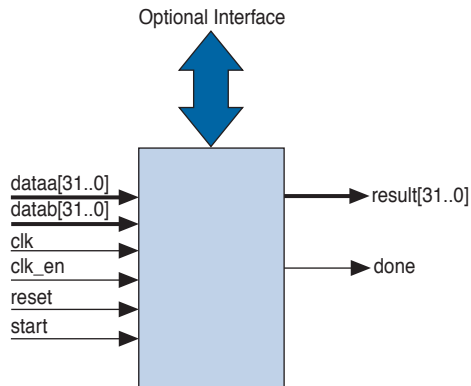 Optional Interface
dataa[31..0]
datab[31..0]
clk
clk_en
reset
start
result[31..0]
done